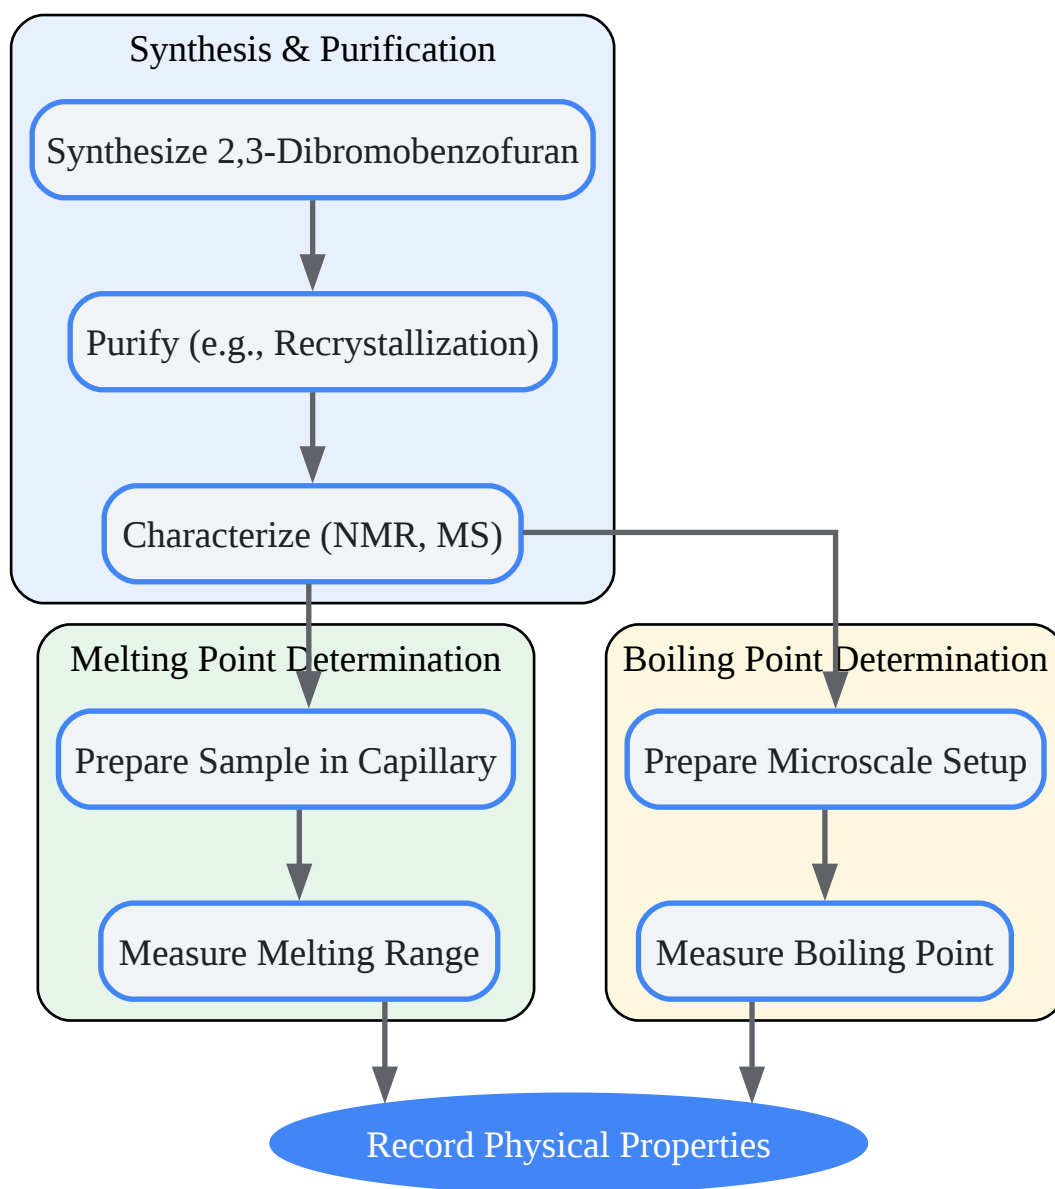 Synthesis & Purification
Synthesize 2,3-Dibromobenzofuran
Purify (e.g., Recrystallization)
Characterize (NMR, MS)
Melting Point Determination
Boiling Point Determination
Prepare Sample in Capillary
Prepare Microscale Setup
Measure Melting Range
Measure Boiling Point
Record Physical Properties